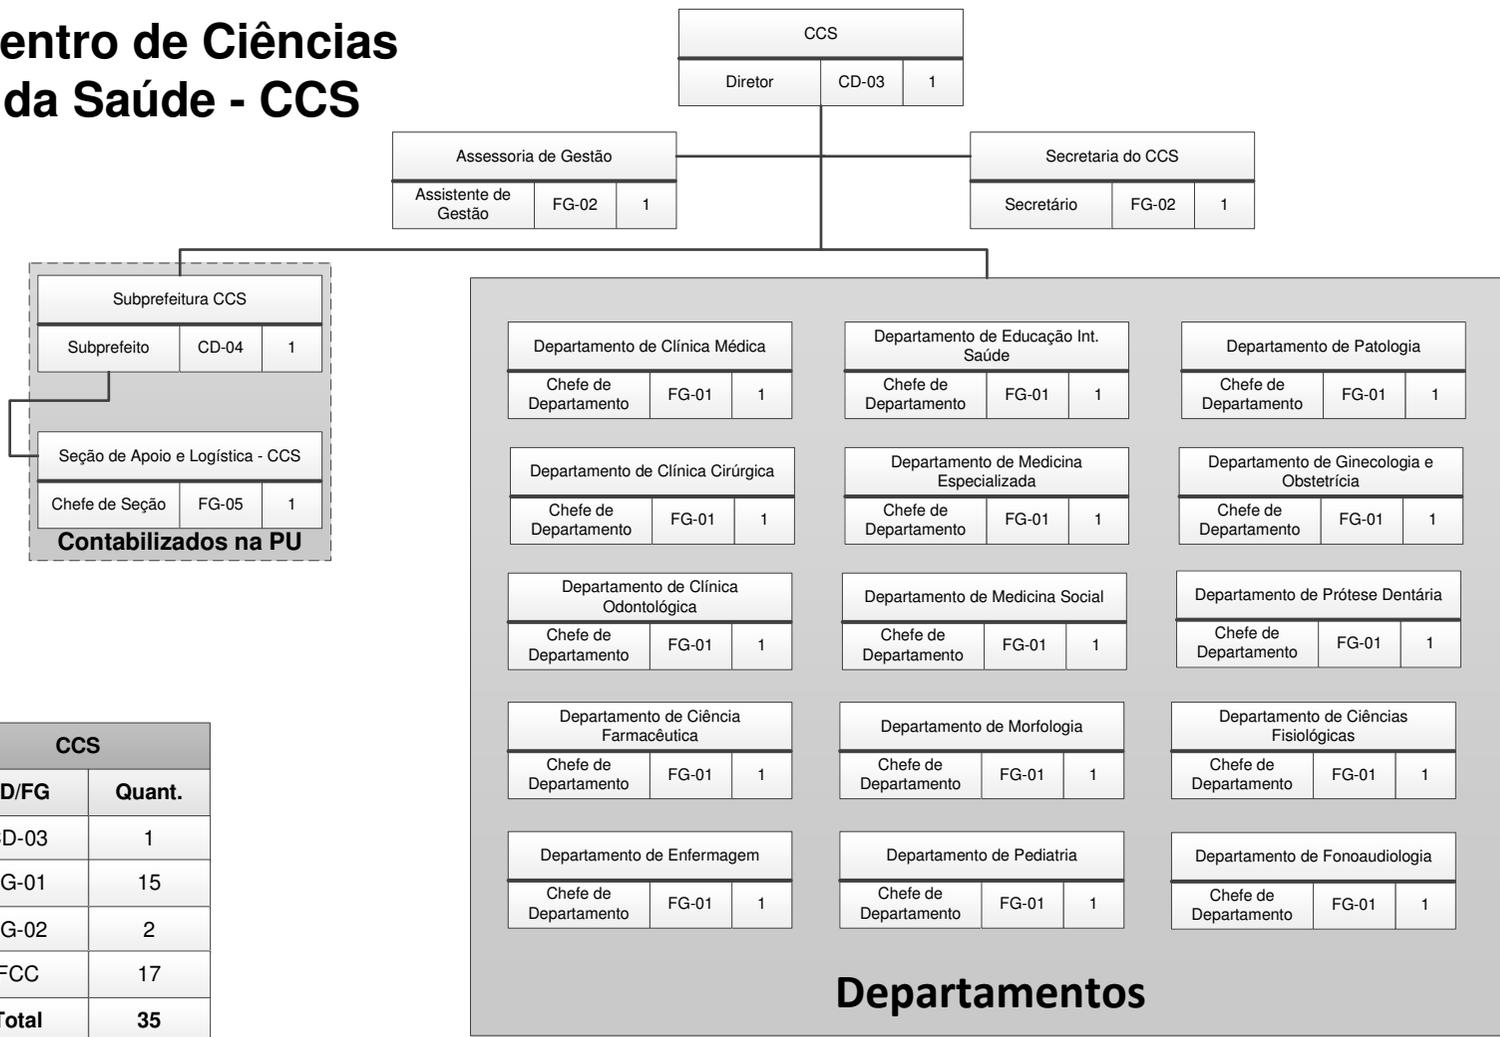 entro de Ciências
da Saúde - CCS
CCS
Diretor CD-03 1
Assessoria de Gestão
Assistente de
Gestão
FG-02 1
Secretaria do CCS
Secretário FG-02 1
Subprefeitura CCS
Subprefeito CD-04 1
Seção de Apoio e Logística - CCS
Chefe de Seção FG-05 1
Contabilizados na PU
Departamento de Clínica Médica
Chefe de
Departamento
FG-01 1
Departamento de Educação Int.
Saúde
Chefe de
Departamento
FG-01 1
Departamento de Patologia
Chefe de
Departamento
FG-01 1
Departamento de Clínica Cirúrgica
Chefe de
Departamento
FG-01 1
Departamento de Medicina
Especializada
Chefe de
Departamento
FG-01 1
Departamento de Ginecologia e
Obstetrícia
Chefe de
Departamento
FG-01 1
Departamento de Clínica
Odontológica
Chefe de
Departamento
FG-01 1
Departamento de Medicina Social
Chefe de
Departamento
FG-01 1
Departamento de Prótese Dentária
Chefe de
Departamento
FG-01 1
Departamento de Ciência
Farmacêutica
Chefe de
Departamento
FG-01 1
Departamento de Morfologia
Chefe de
Departamento
FG-01 1
Departamento de Ciências
Fisiológicas
Chefe de
Departamento
FG-01 1
Departamento de Enfermagem
Chefe de
Departamento
FG-01 1
Departamento de Pediatria
Chefe de
Departamento
FG-01 1
Departamento de Fonoaudiologia
Chefe de
Departamento
FG-01 1
Departamentos
CCS
D/FG Quant.
D-03 1
G-01 15
G-02 2
FCC 17
Total 35